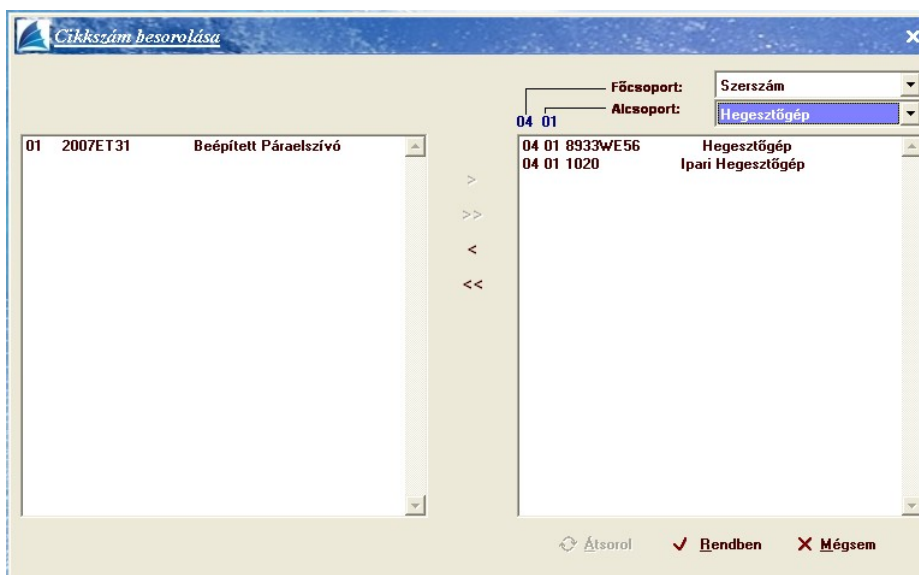 Cikkszám besorolása
Főcsoport: Szerszám
Alcsoport: Hegesztőgép
04 01
01 2007ET31 Beépített Páraelszívó
04 01 8933WE56 Hegesztőgép
04 01 1020 Ipari Hegesztőgép
>
>>
<
<<
Átsorol Rendben Mégsem